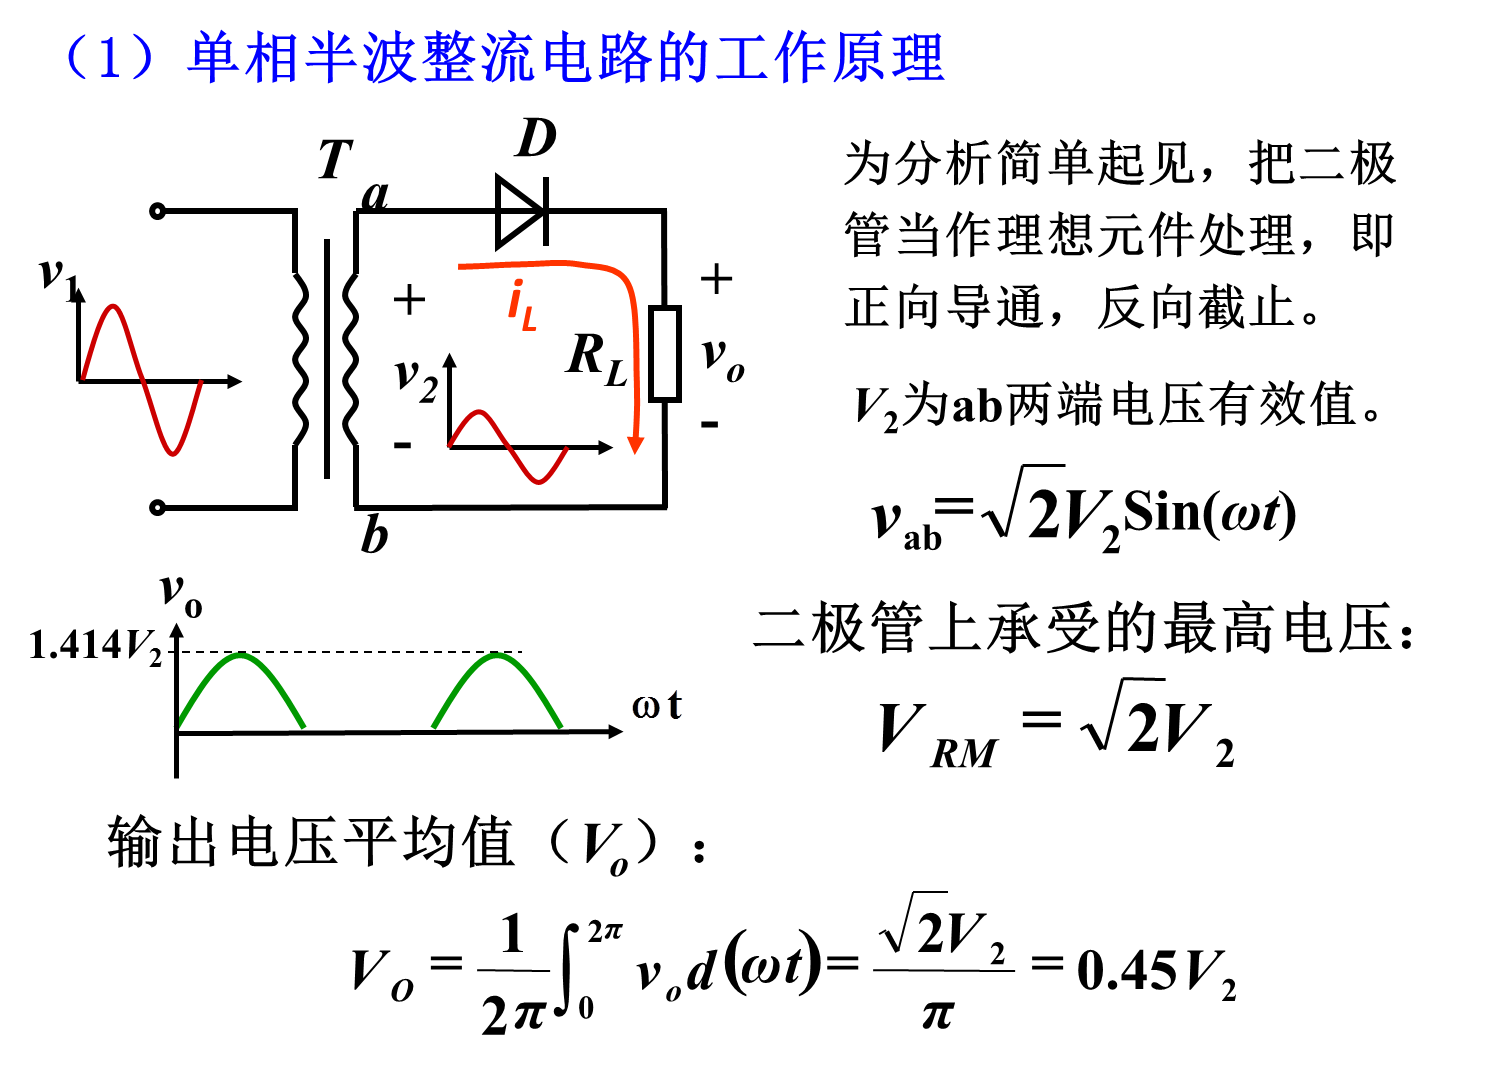 （1）单相半波整流电路的工作原理
T
D
a
v1
+
v2
-
iL
RL
+
vo
-
b
为分析简单起见，把二极
管当作理想元件处理，即
正向导通，反向截止。
V2为ab两端电压有效值。
vab=√2V2Sin(ωt)
vo
1.414V2
ωt
二极管上承受的最高电压：
VRM = √2V2
输出电压平均值（Vo）：
VO = 1/2π ∫0 2π vo d(ωt) = √2V2/π = 0.45V2